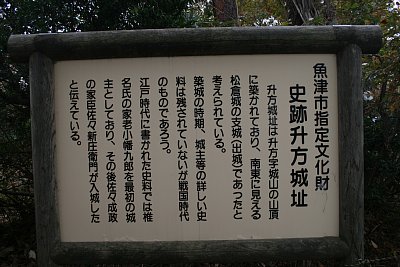 魚津市指定文化財
史跡升方城址
升方城址は升方字城山の山頂
に築かれており、南東に見える
松倉城の支城(出城)であったと
考えられている。
築城の時期、城主等の詳しい史
料は残されていないが戦国時代
のものであろう。
江戸時代に書かれた史料では椎
名氏の家老小幡九郎を最初の城
主としており、その後佐々成政
の家臣佐々新庄衛門が入城した
と伝えている。